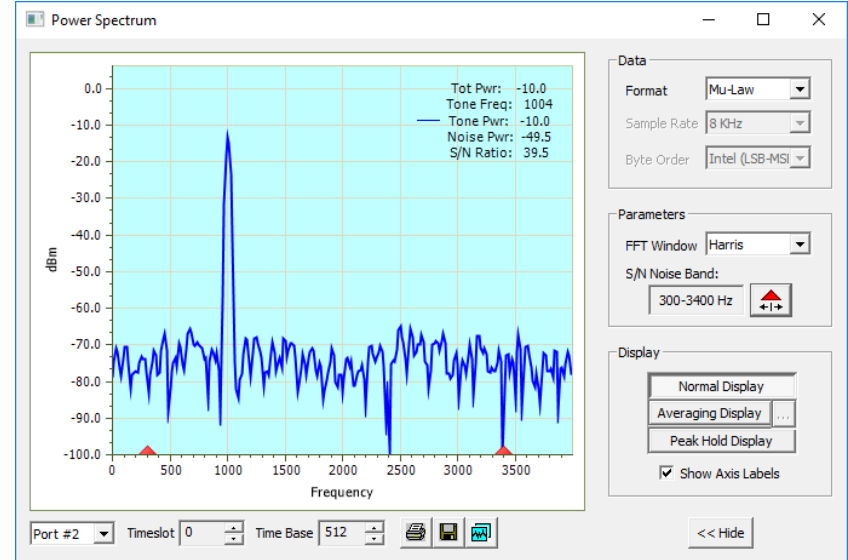 Power Spectrum
Tot Pwr: -10.0
Tone Freq: 1004
Tone Pwr: -10.0
Noise Pwr: -49.5
S/N Ratio: 39.5
dBm
0.0
-10.0
-20.0
-30.0
-40.0
-50.0
-60.0
-70.0
-80.0
-90.0
-100.0
0 500 1000 1500 2000 2500 3000 3500
Frequency
Data
Format Mu-Law
Sample Rate 8 KHz
Byte Order Intel (LSB-MSI
Parameters
FFT Window Harris
S/N Noise Band:
300-3400 Hz
Display
Normal Display
Averaging Display ...
Peak Hold Display
Show Axis Labels
Port #2 Timeslot 0 Time Base 512 << Hide